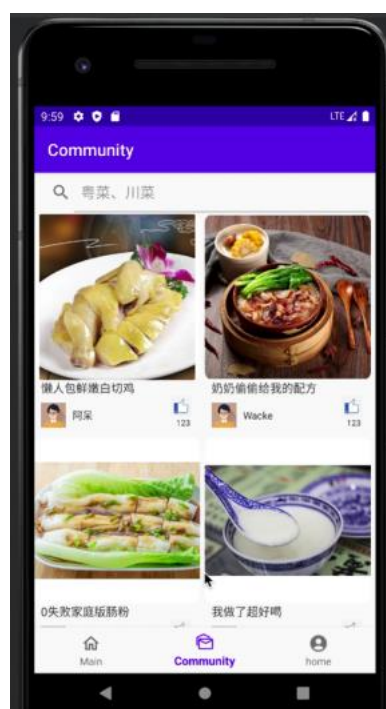 9:59
LTE
Community
粤菜、川菜
懒人包鲜嫩白切鸡
奶奶偷偷给我的配方
阿呆
123
Wacke
123
0失败家庭版肠粉
我做了超好喝
Main
Community
home